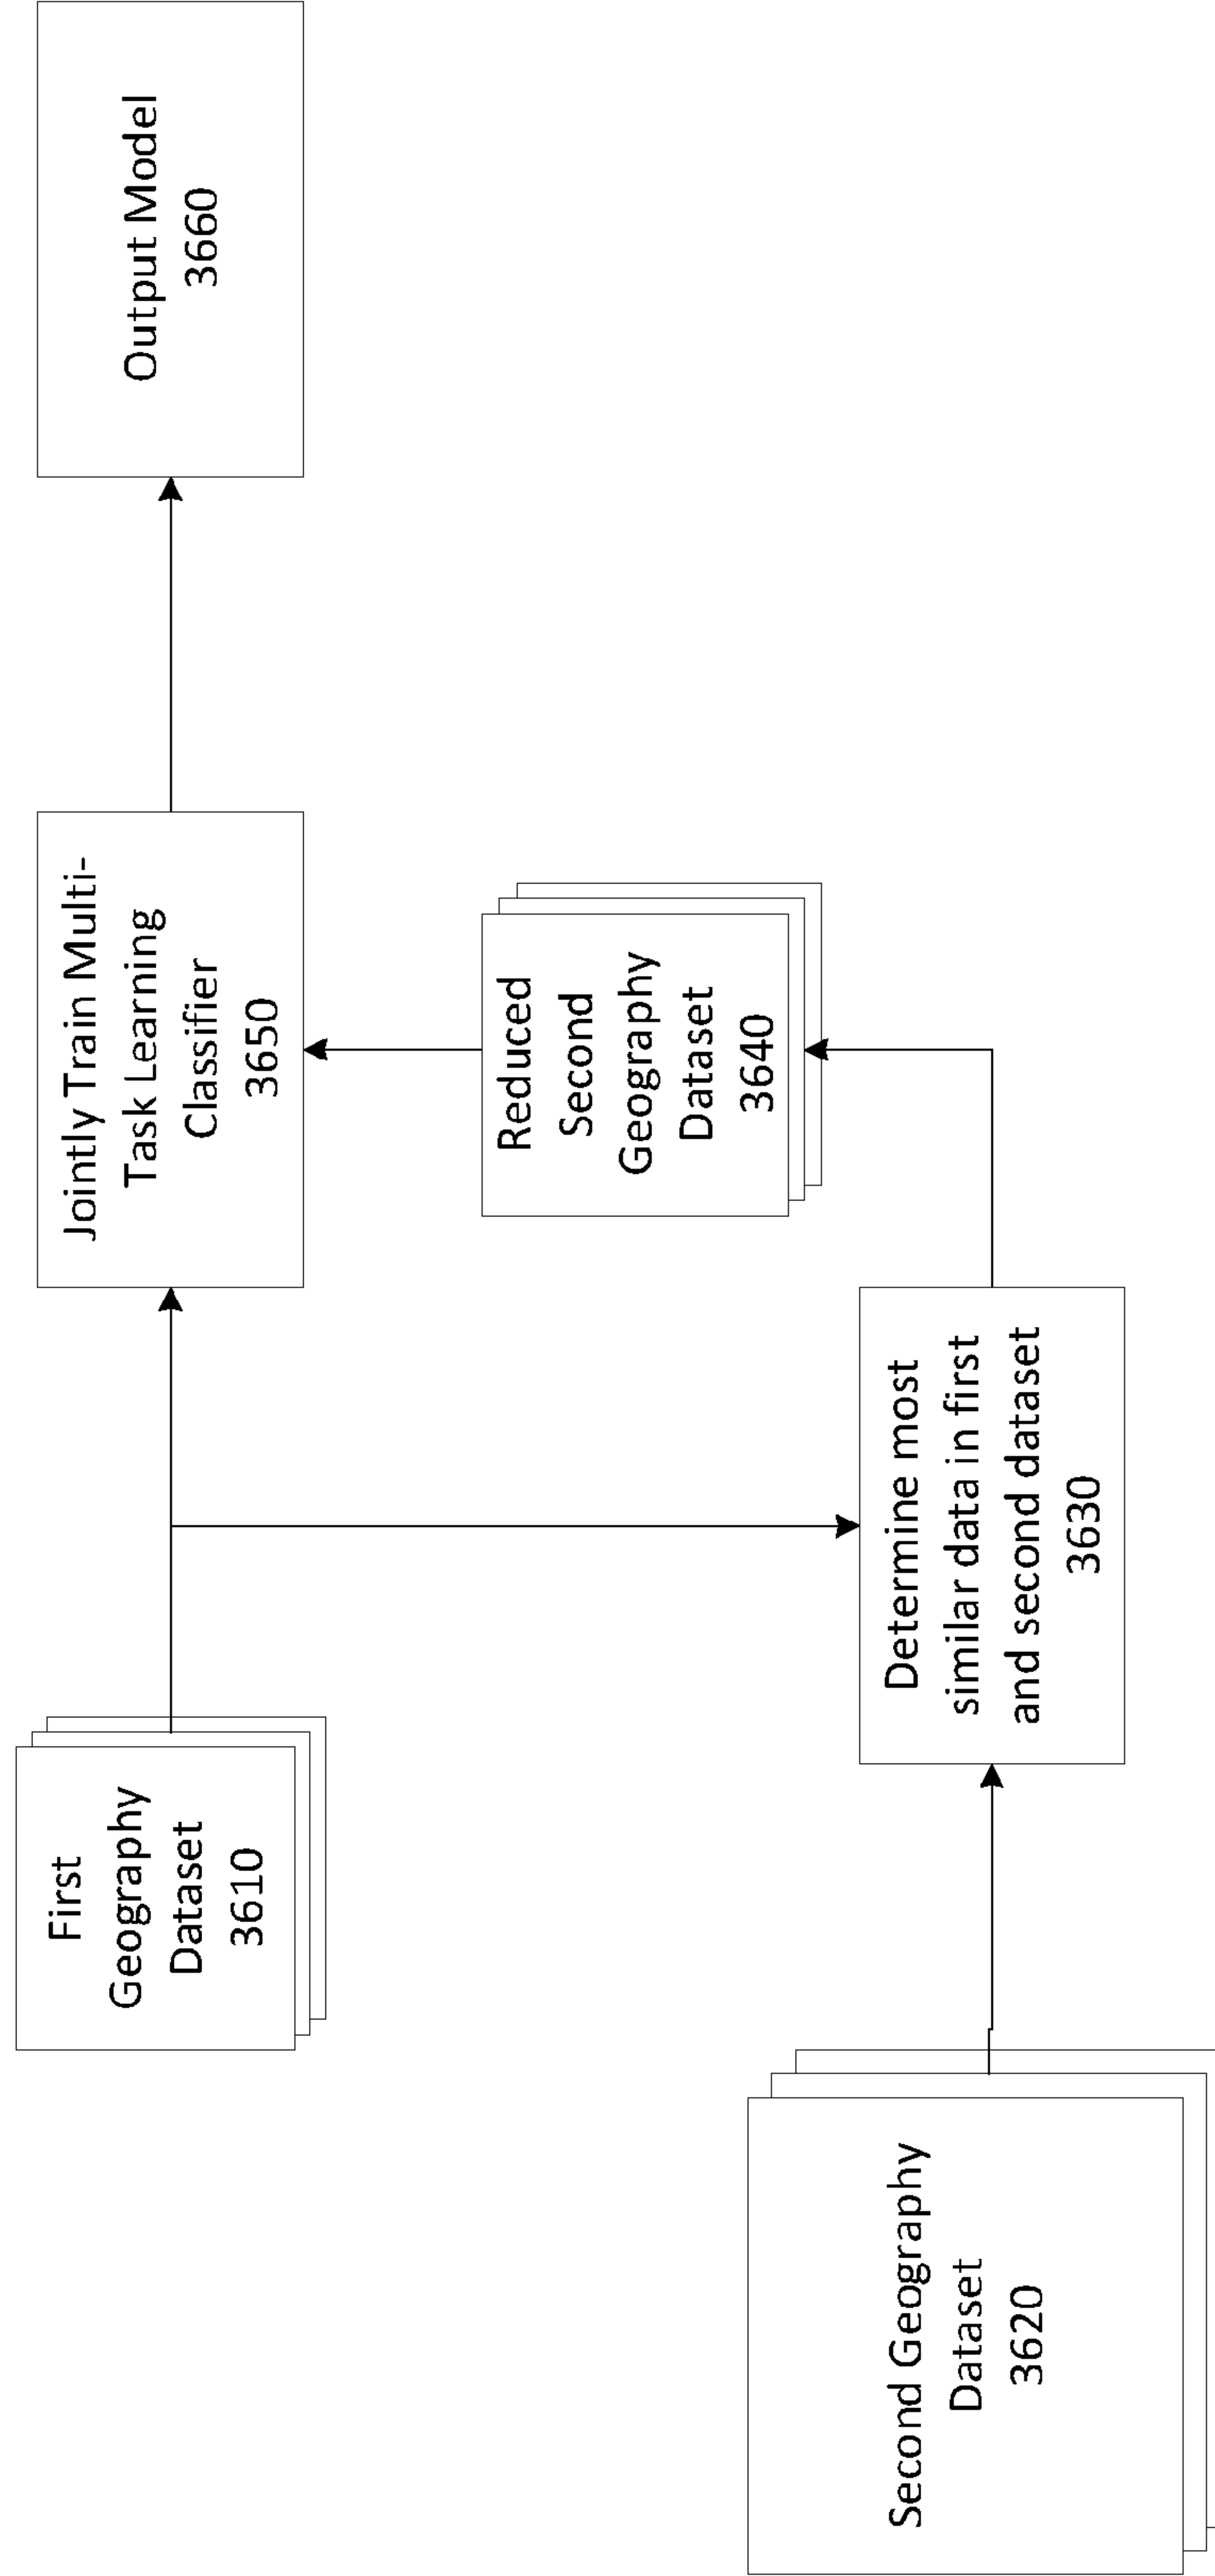 First
Geography
Dataset
3610
Jointly Train Multi-
Task Learning
Classifier
3650
Output Model
3660
Reduced
Second
Geography
Dataset
3640
Second Geography
Dataset
3620
Determine most
similar data in first
and second dataset
3630